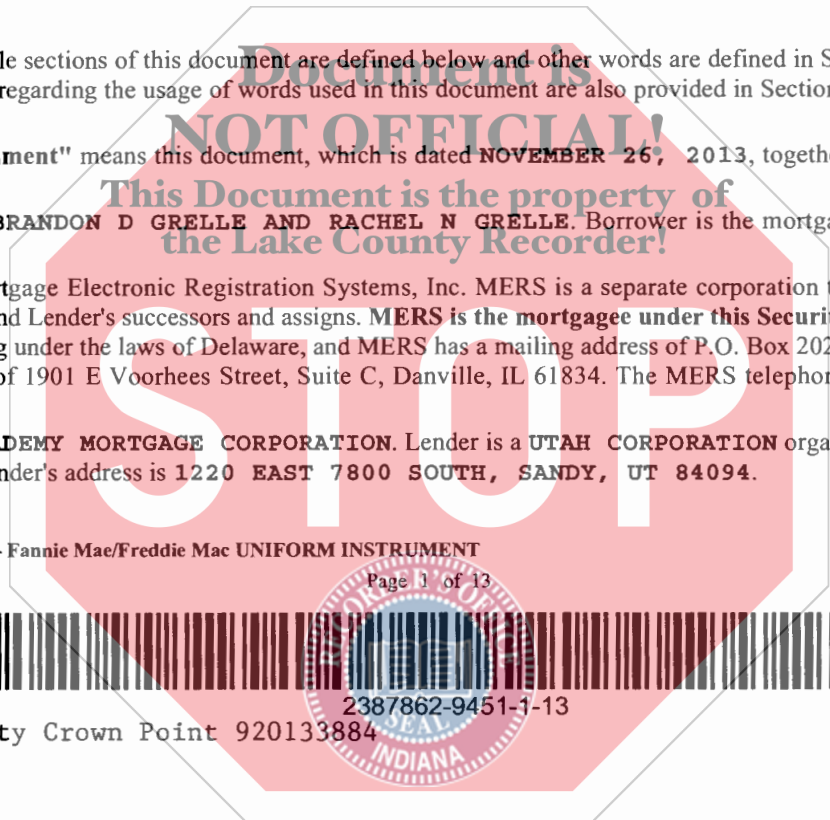 le sections of this document are defined below and other words are defined in S
Document is
regarding the usage of words used in this document are also provided in Section
NOT OFFICIAL!
ment" means this document, which is dated NOVEMBER 26, 2013, togethe
This Document is the property of
BRANDON D GRELLE AND RACHEL N GRELLE. Borrower is the mortga
the Lake County Recorder!
tgage Electronic Registration Systems, Inc. MERS is a separate corporation t
nd Lender's successors and assigns. MERS is the mortgagee under this Securi
g under the laws of Delaware, and MERS has a mailing address of P.O. Box 202
of 1901 E Voorhees Street, Suite C, Danville, IL 61834. The MERS telephon
STOP
DEMY MORTGAGE CORPORATION. Lender is a UTAH CORPORATION orga
nder's address is 1220 EAST 7800 SOUTH, SANDY, UT 84094.
- Fannie Mae/Freddie Mac UNIFORM INSTRUMENT
Page 1 of 13
RECORDER'S OFFICE
2387862-9451-1-13
SEAL
ty Crown Point 920133884
INDIANA